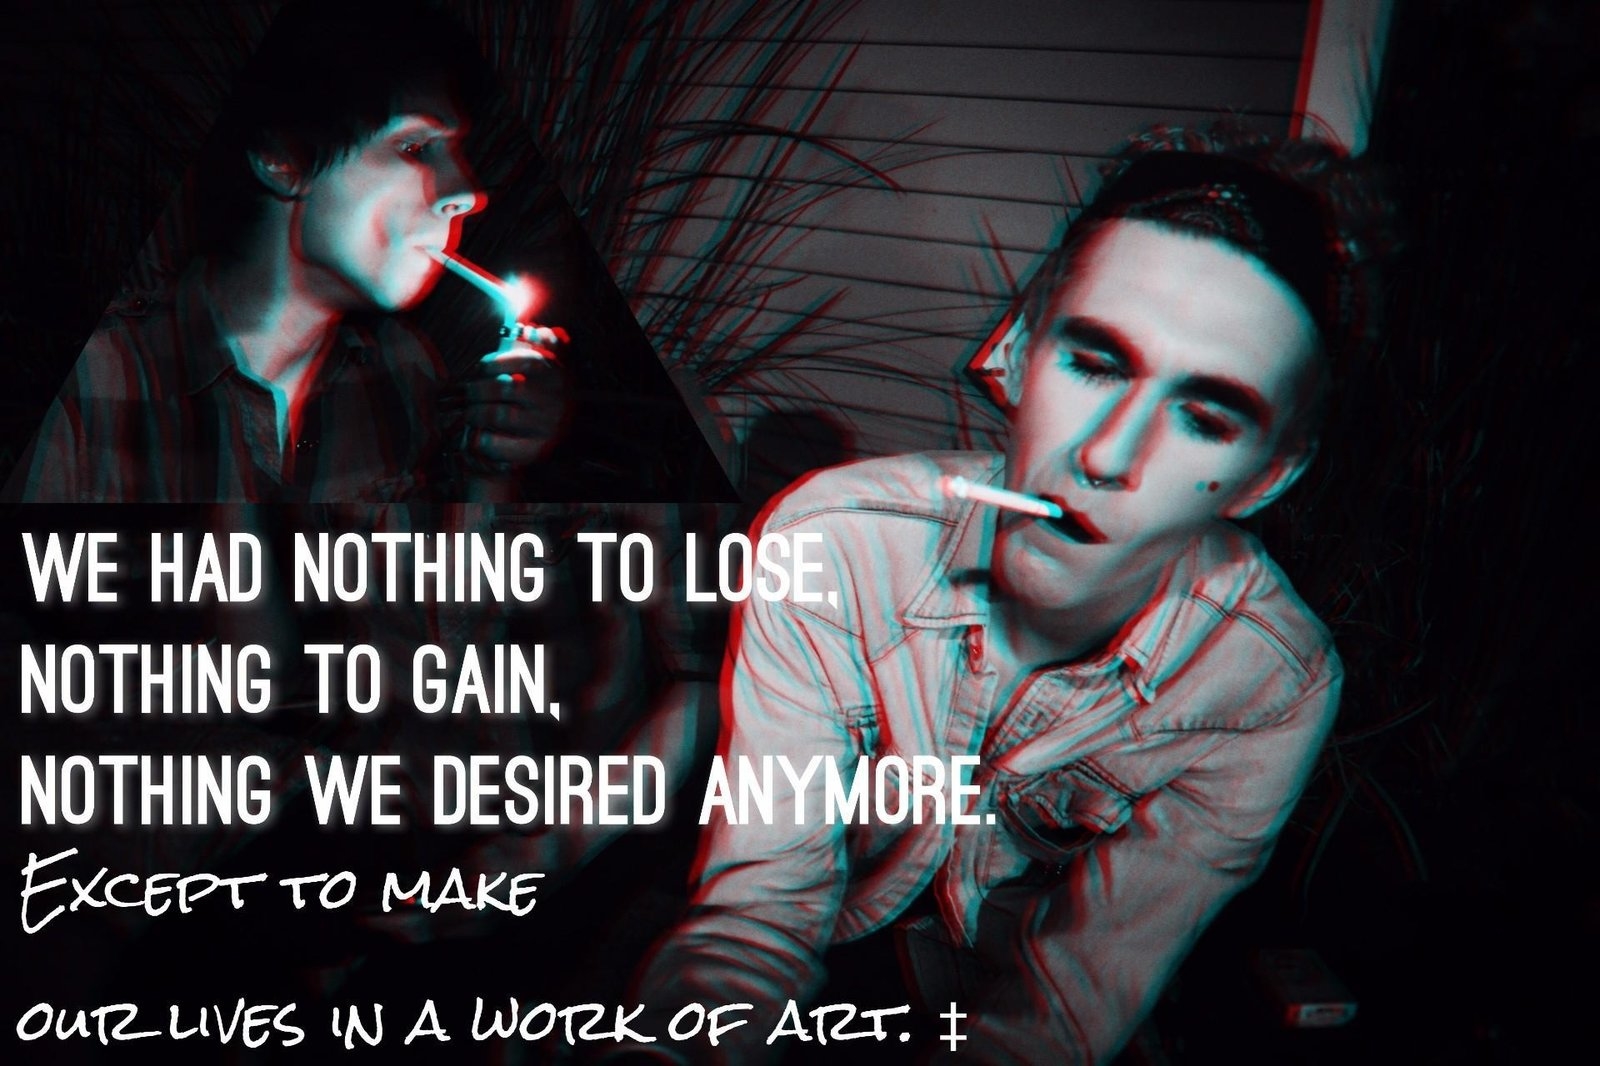 WE HAD NOTHING TO LOSE,
NOTHING TO GAIN,
NOTHING WE DESIRED ANYMORE.
EXCEPT TO MAKE
OUR LIVES IN A WORK OF ART. ‡